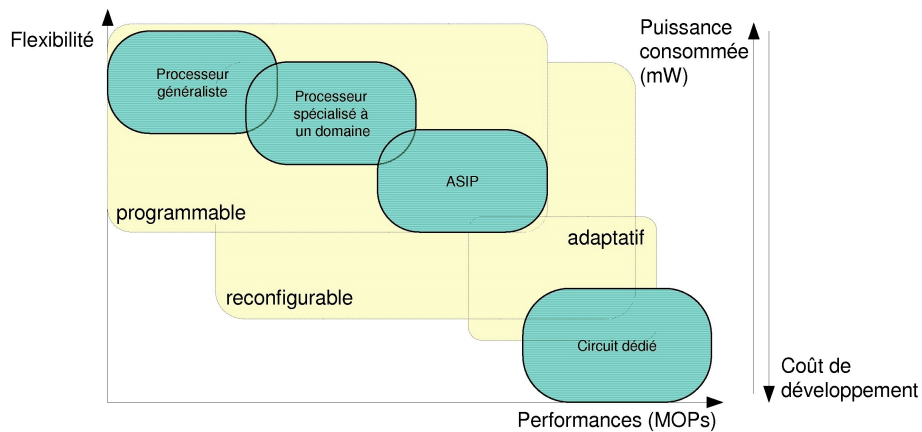 Flexibilité
Processeur
généraliste
Processeur
spécialisé à
un domaine
ASIP
programmable
adaptatif
reconfigurable
Circuit dédié
Performances (MOPs)
Puissance
consommée
(mW)
Coût de
développement